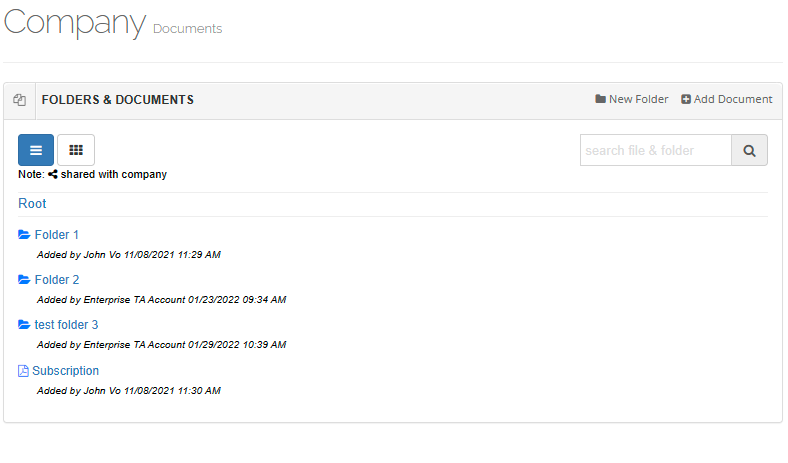 Company Documents
FOLDERS & DOCUMENTS New Folder Add Document
search file & folder
Note: shared with company
Root
Folder 1
Added by John Vo 11/08/2021 11:29 AM
Folder 2
Added by Enterprise TA Account 01/23/2022 09:34 AM
test folder 3
Added by Enterprise TA Account 01/29/2022 10:39 AM
Subscription
Added by John Vo 11/08/2021 11:30 AM